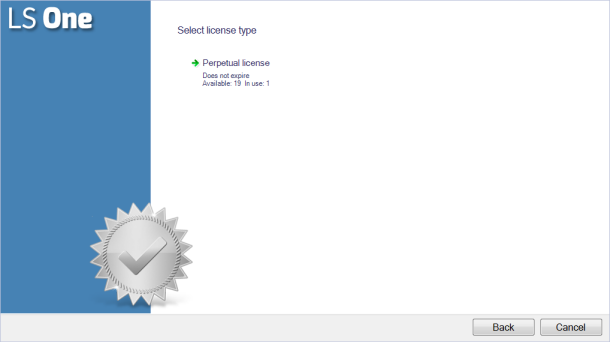 LS One
Select license type
Perpetual license
Does not expire
Available: 19 In use: 1
Back
Cancel